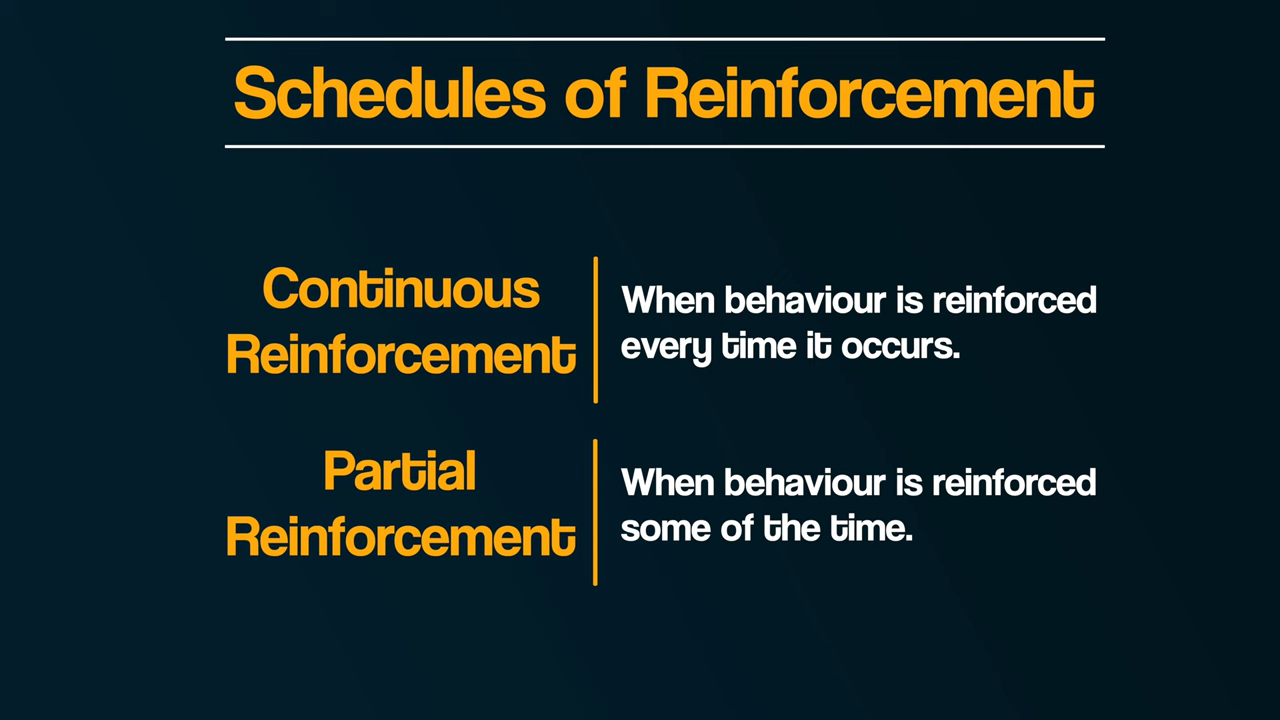 Schedules of Reinforcement
Continuous
Reinforcement
When behaviour is reinforced
every time it occurs.
Partial
Reinforcement
When behaviour is reinforced
some of the time.